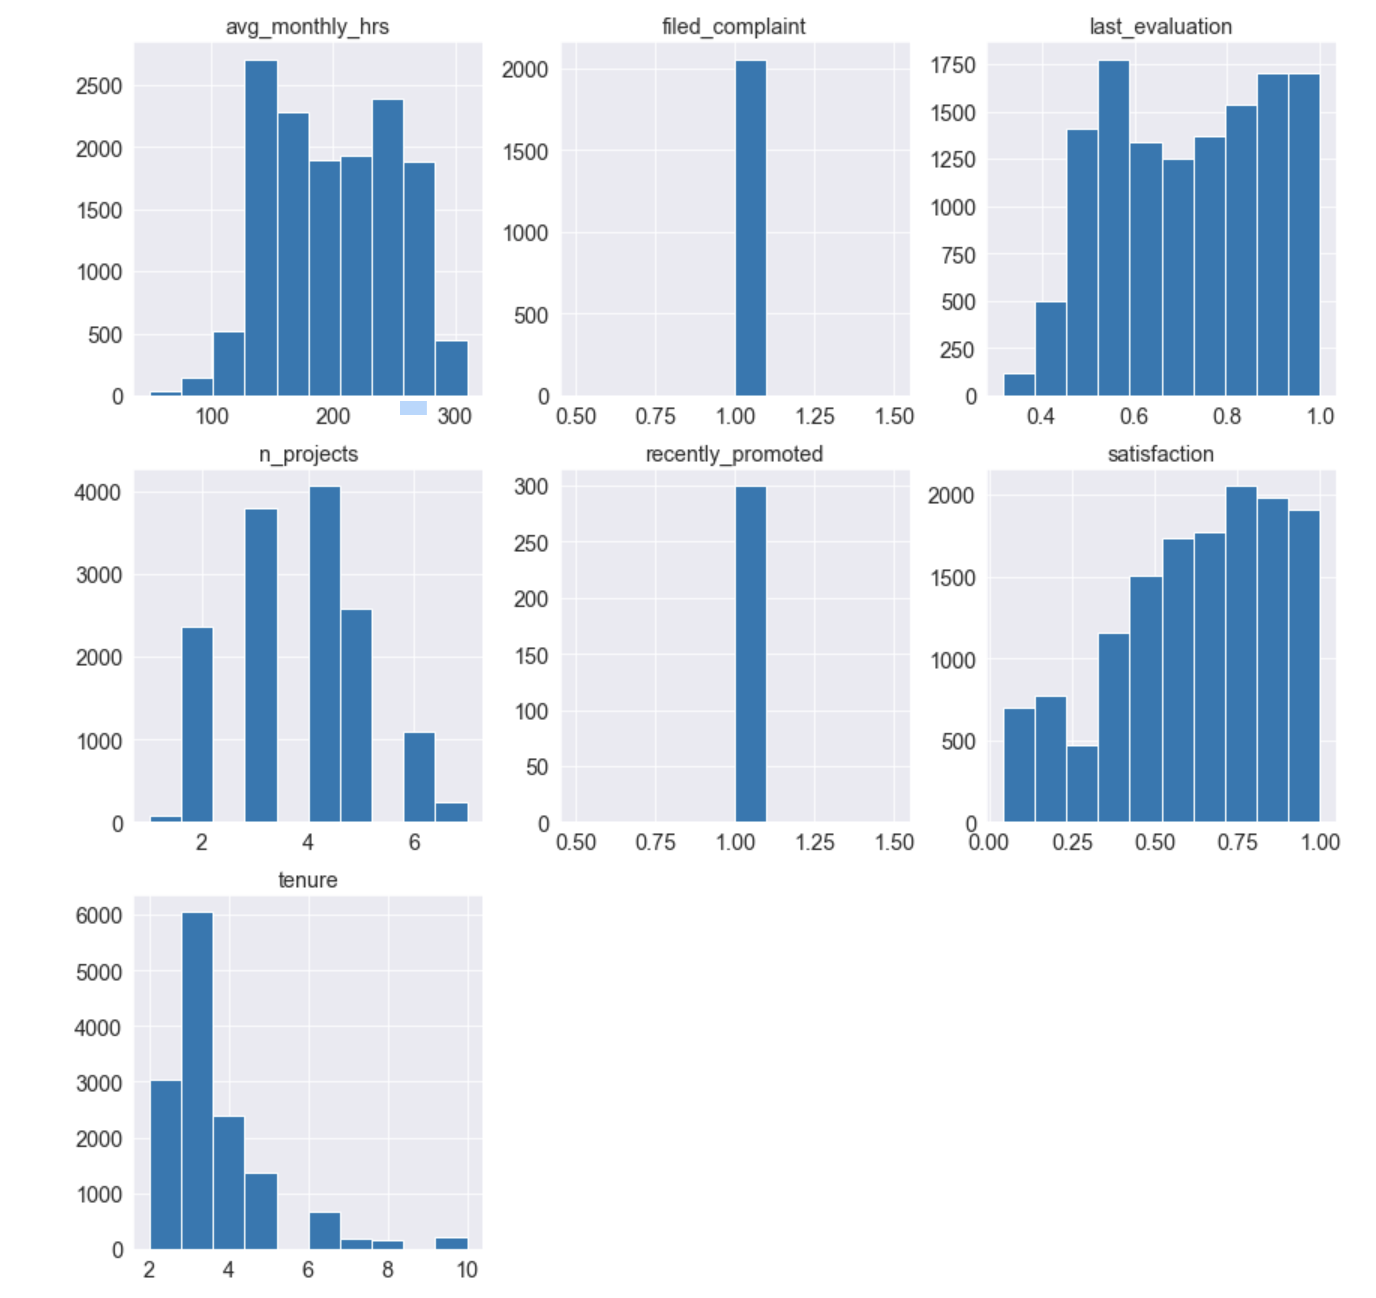 avg_monthly_hrs filed_complaint last_evaluation
2500 2000 1750
2000 1500 1500
1500 1000 1250
1000 500 1000
500 0 750
0 500
250
0
100 200 300 0.50 0.75 1.00 1.25 1.50 0.4 0.6 0.8 1.0
n_projects recently_promoted satisfaction
4000 300 2000
3000 250 1500
2000 200 1000
1000 150 500
0 100 0
50
0
2 4 6 0.50 0.75 1.00 1.25 1.50 0.00 0.25 0.50 0.75 1.00
tenure
6000
5000
4000
3000
2000
1000
0
2 4 6 8 10